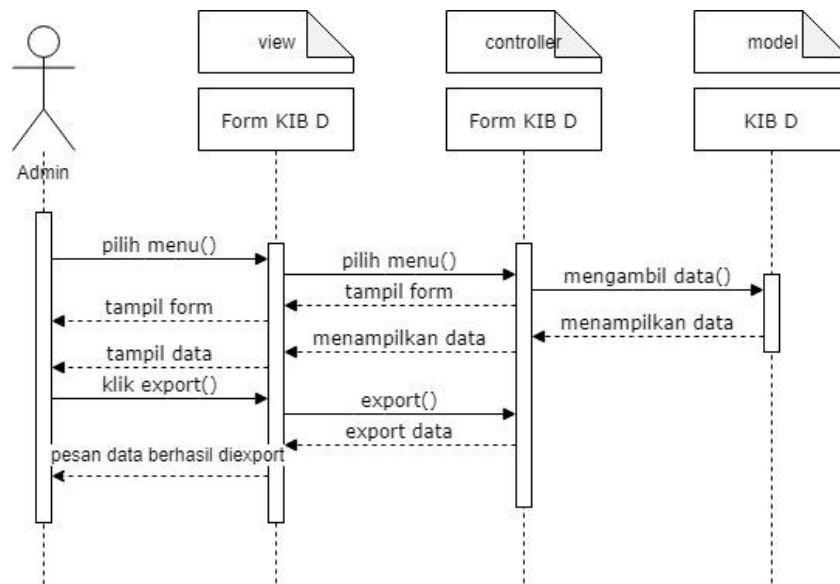 view
controller
model
Form KIB D
Form KIB D
KIB D
Admin
pilih menu()
pilih menu()
mengambil data()
tampil form
tampil form
menampilkan data
menampilkan data
tampil data
klik export()
export()
export data
pesan data berhasil diexport